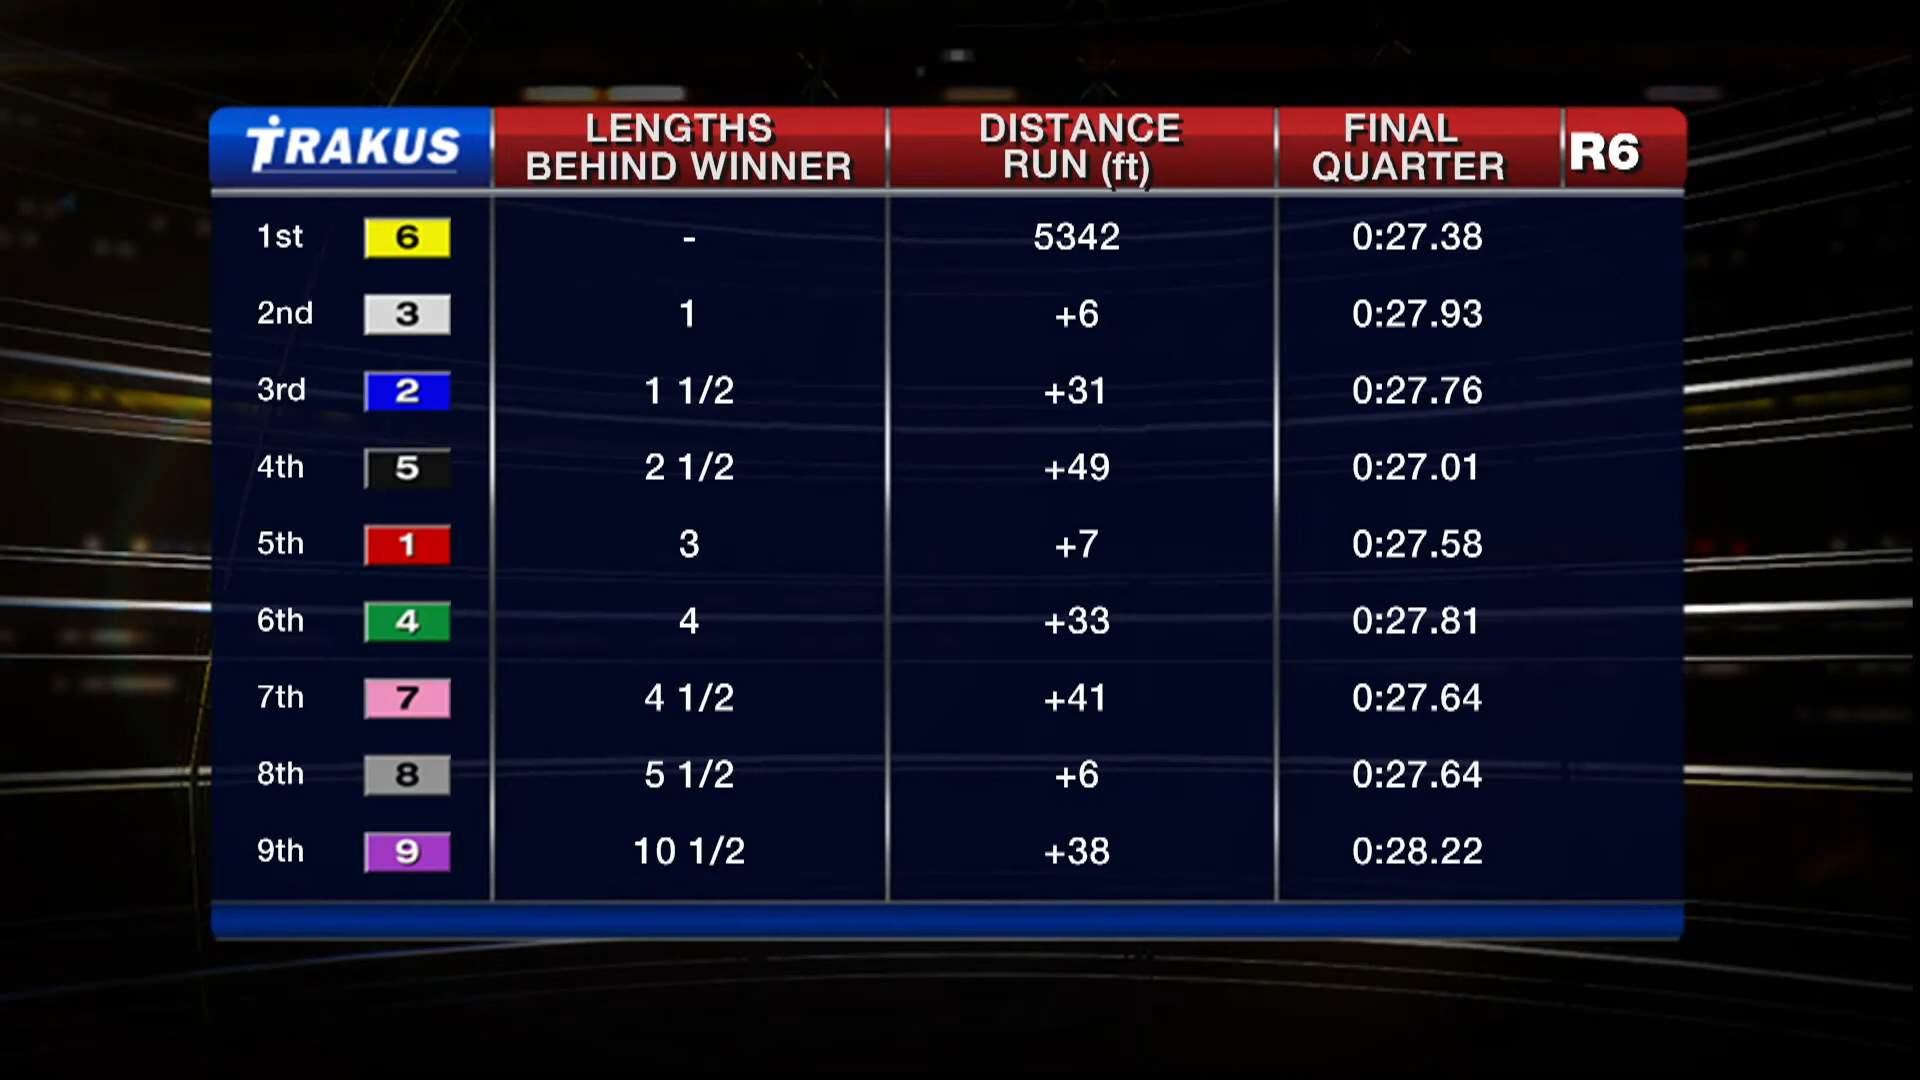 TRAKUS
LENGTHS
BEHIND WINNER
DISTANCE
RUN (ft)
FINAL
QUARTER
R6
1st 6 - 5342 0:27.38
2nd 3 1 +6 0:27.93
3rd 2 1 1/2 +31 0:27.76
4th 5 2 1/2 +49 0:27.01
5th 1 3 +7 0:27.58
6th 4 4 +33 0:27.81
7th 7 4 1/2 +41 0:27.64
8th 8 5 1/2 +6 0:27.64
9th 9 10 1/2 +38 0:28.22